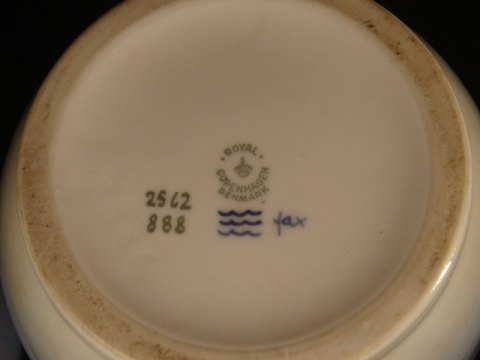 ROYAL
COPENHAGEN
DENMARK
2562
888
fax